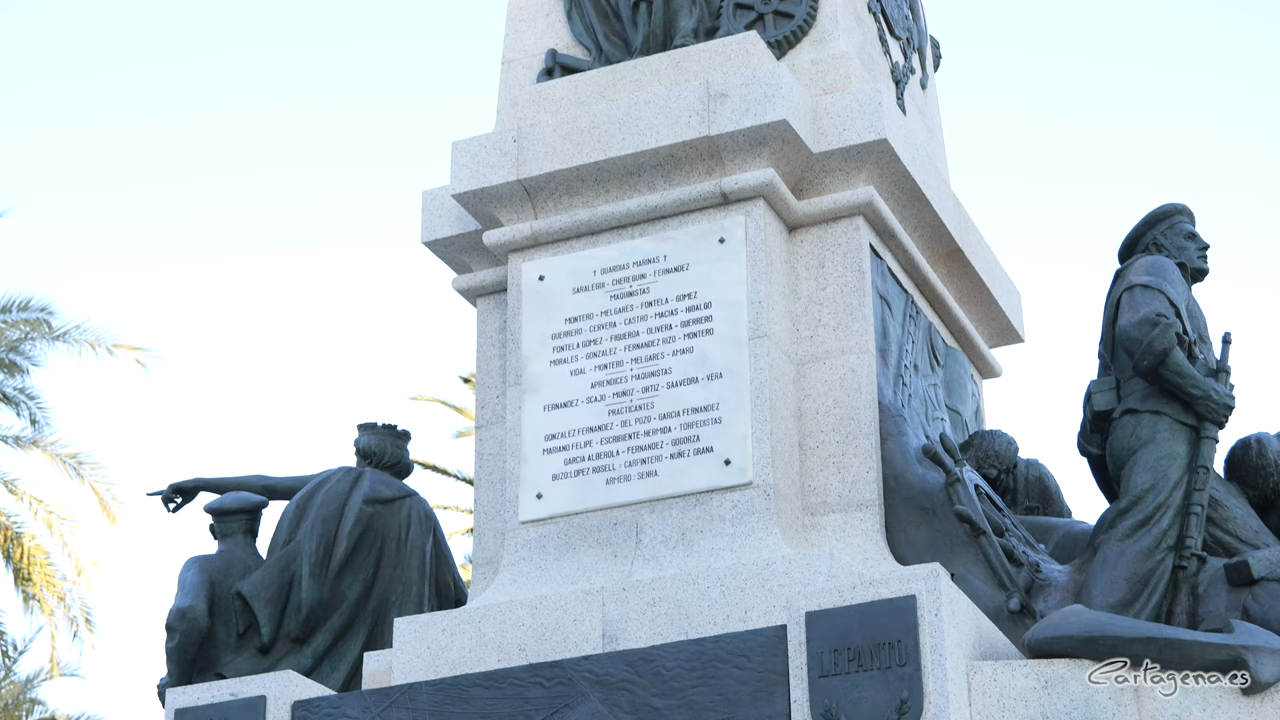 † GUARDIAS MARINAS †
SARALEGUI - CHEREGUINI - FERNANDEZ
MAQUINISTAS
MONTERO - MELGARES - FONTELA - GOMEZ
GUERRERO - CERVERA - CASTRO - MACIAS - HIDALGO
FONTELA GOMEZ - FIGUEROA - OLIVERA - GUERRERO
MORALES - GONZALEZ - FERNANDEZ RIZO - MONTERO
VIDAL - MONTERO - MELGARES - AMARO
APRENDICES MAQUINISTAS
FERNANDEZ - SCAJO - MUÑOZ - ORTIZ - SAAVEDRA - VERA
PRACTICANTES
GONZALEZ FERNANDEZ - DEL POZO - GARCIA FERNANDEZ
MARIANO FELIPE - ESCRIBIENTE-HERMIDA - TORPEDISTAS
GARCIA ALBEROLA - FERNANDEZ - GOGORZA
BUZO:LOPEZ ROSELL - CARPINTERO - NUÑEZ GRANA
ARMERO : SENRA.
LEPANTO
Cartagena.es